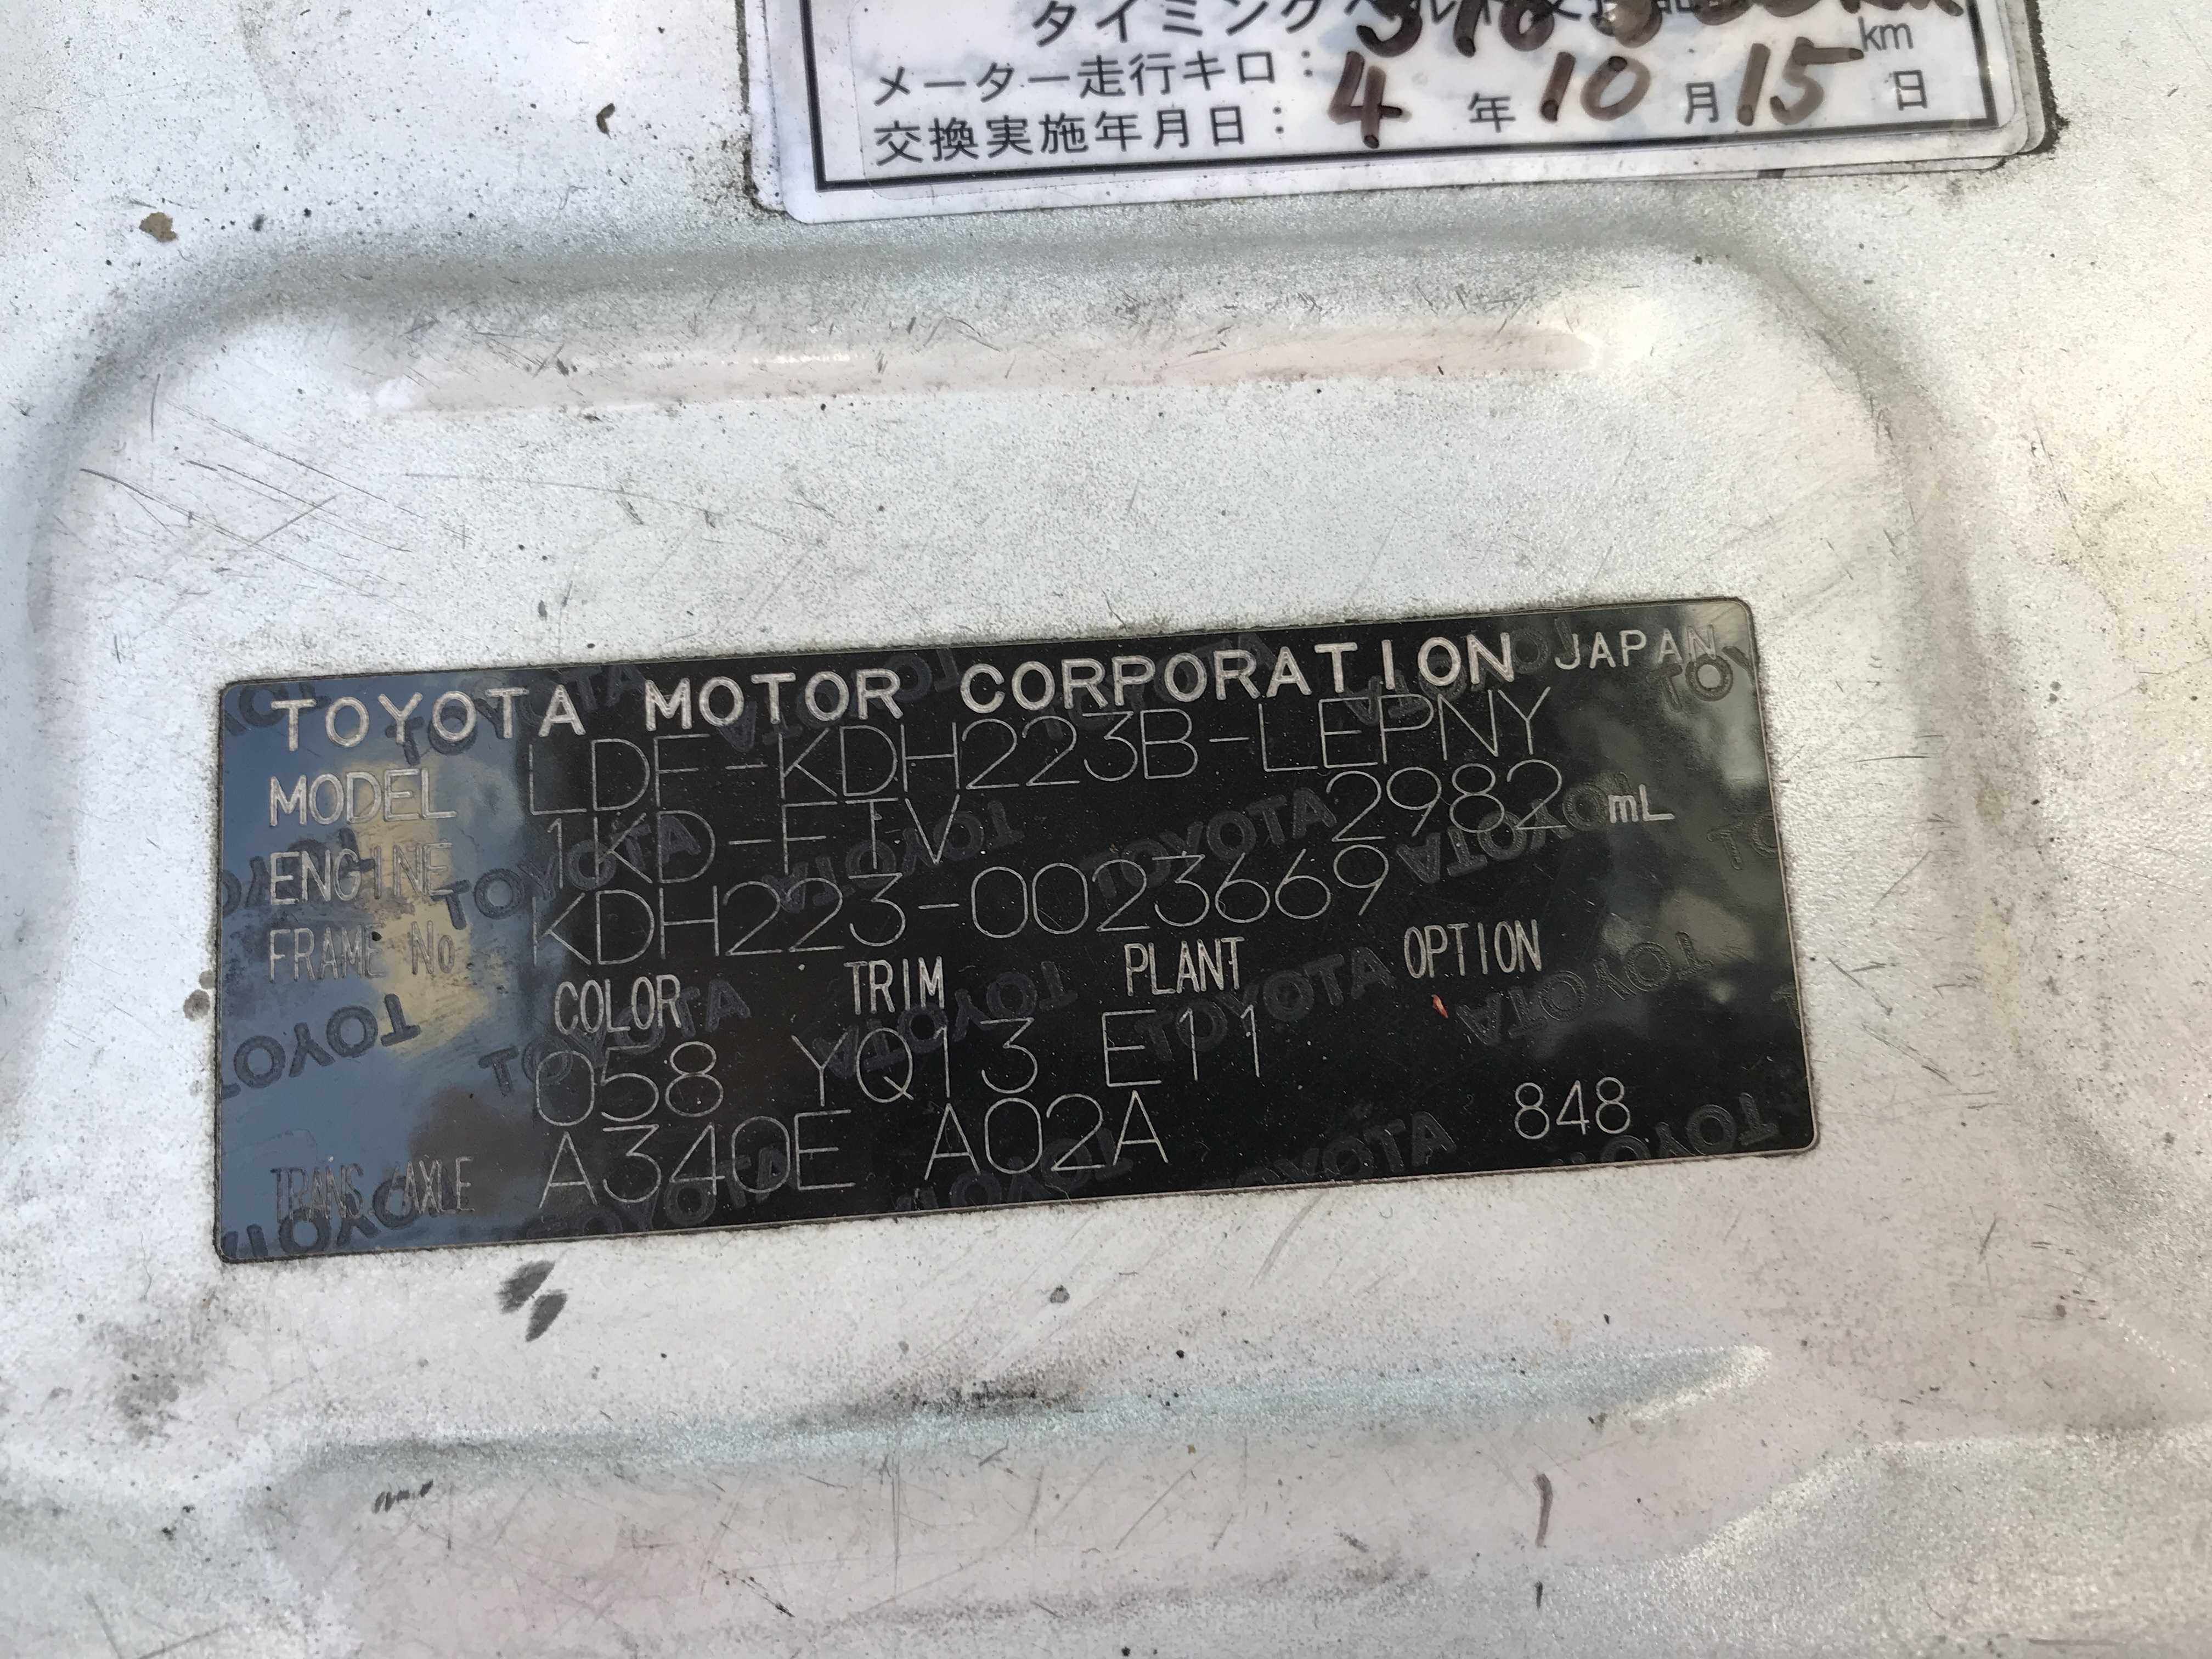 メーター走行キロ： km
交換実施年月日： 4 年 10 月 15 日
TOYOTA MOTOR CORPORATION JAPAN
MODEL LDF-KDH223B-LEPNY
ENGINE 1KD-FTV 2982 mL
FRAME No KDH223-0023669
COLOR TRIM PLANT OPTION
058 YQ13 E11
TRANS./AXLE A340E A02A 848